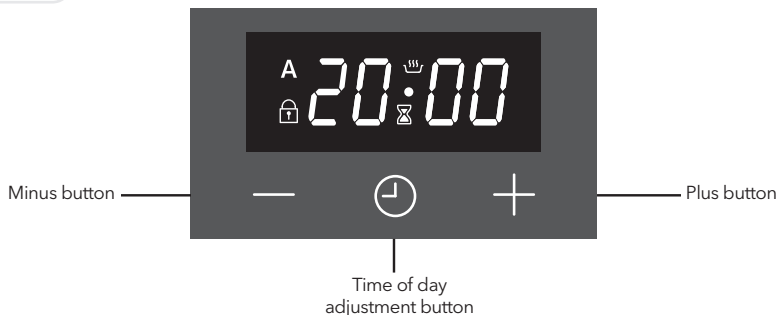 A 20:00
Minus button
Plus button
Time of day
adjustment button